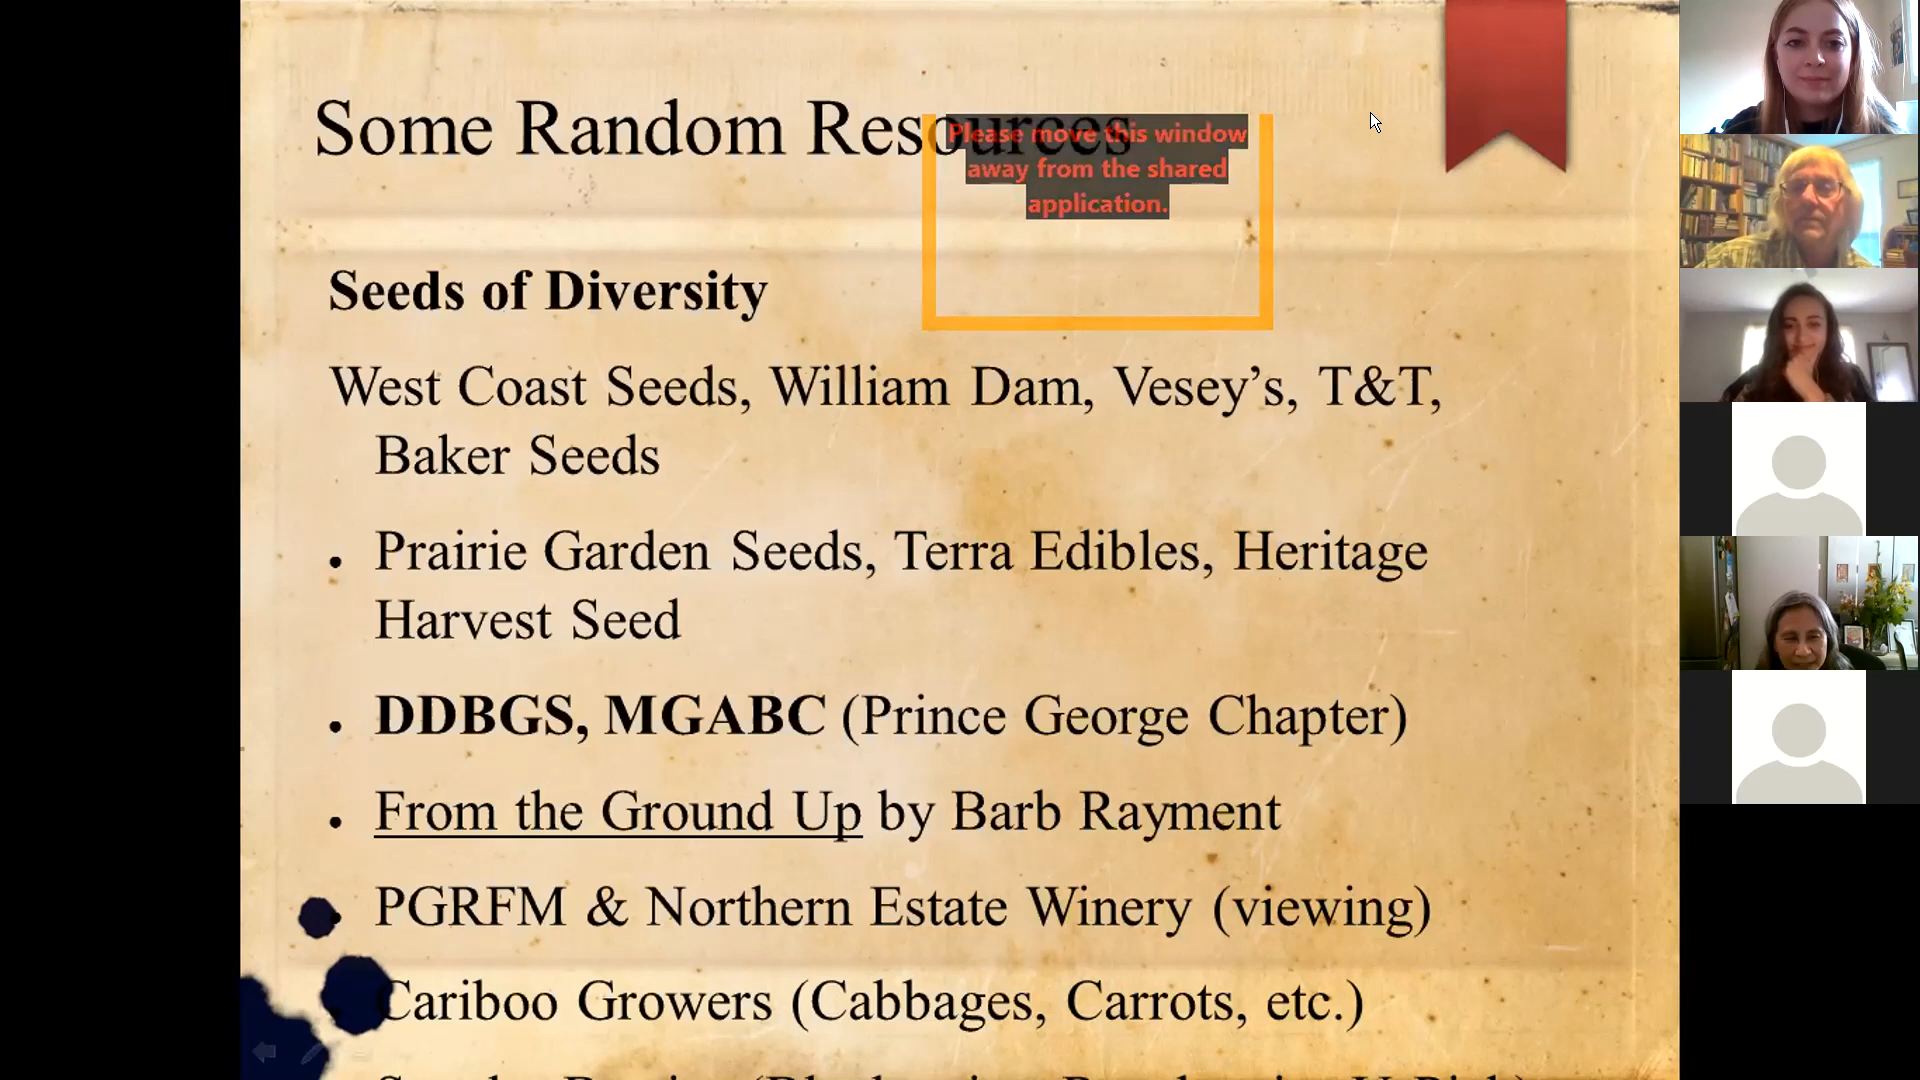 Some Random Resources
Please move this window
away from the shared
application.
Seeds of Diversity
West Coast Seeds, William Dam, Vesey’s, T&T,
Baker Seeds
• Prairie Garden Seeds, Terra Edibles, Heritage
Harvest Seed
• DDBGS, MGABC (Prince George Chapter)
• From the Ground Up by Barb Rayment
• PGRFM & Northern Estate Winery (viewing)
Cariboo Growers (Cabbages, Carrots, etc.)